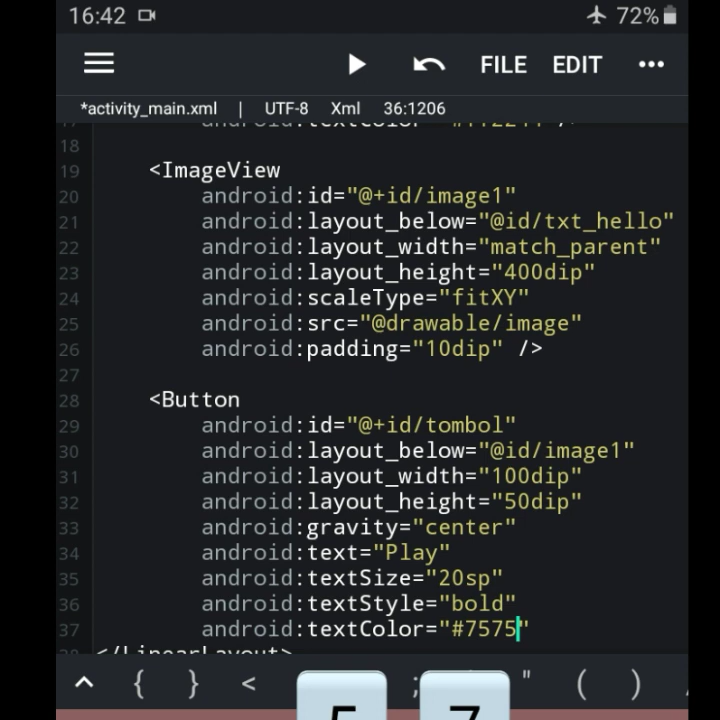 16:42 72%
FILE EDIT
*activity_main.xml | UTF-8 Xml 36:1206
18
19 <ImageView
20 android:id="@+id/image1"
21 android:layout_below="@id/txt_hello"
22 android:layout_width="match_parent"
23 android:layout_height="400dip"
24 android:scaleType="fitXY"
25 android:src="@drawable/image"
26 android:padding="10dip" />
27
28 <Button
29 android:id="@+id/tombol"
30 android:layout_below="@id/image1"
31 android:layout_width="100dip"
32 android:layout_height="50dip"
33 android:gravity="center"
34 android:text="Play"
35 android:textSize="20sp"
36 android:textStyle="bold"
37 android:textColor="#7575"
38 </LinearLayout>
{ } < ; " ( )
5 7